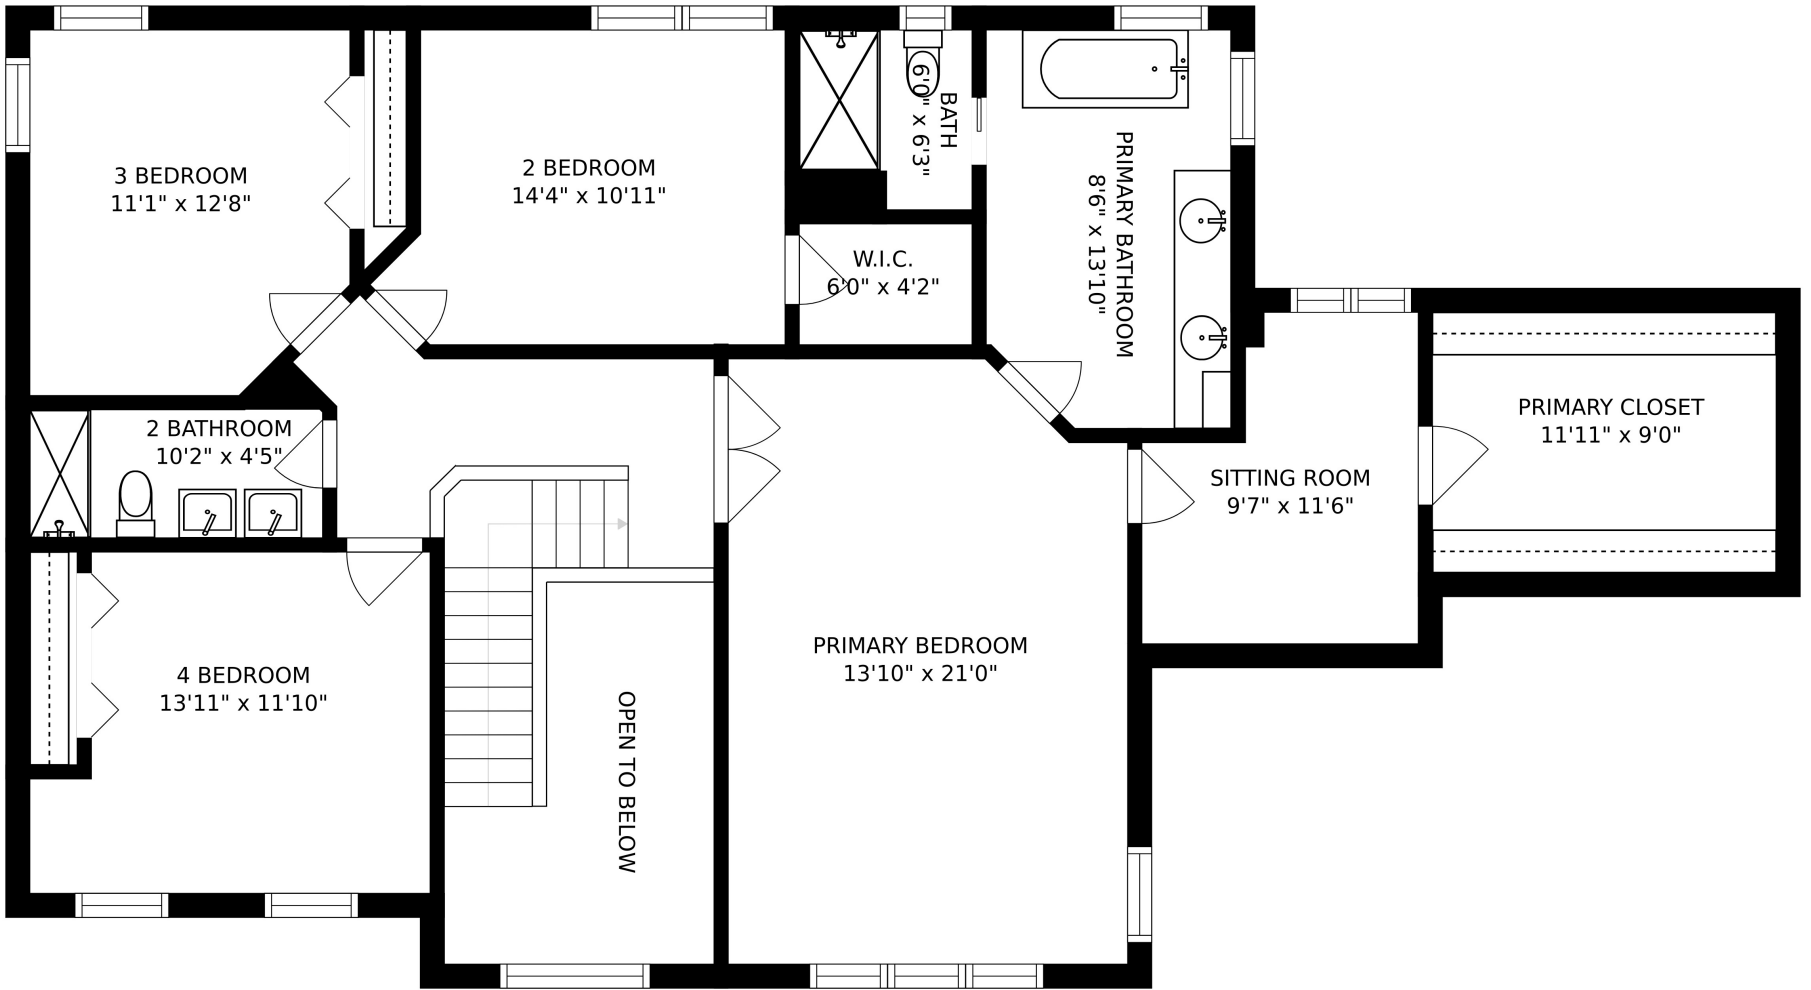 3 BEDROOM
11'1" x 12'8"
2 BEDROOM
14'4" x 10'11"
BATH
6'0" x 6'3"
W.I.C.
6'0" x 4'2"
PRIMARY BATHROOM
8'6" x 13'10"
PRIMARY CLOSET
11'11" x 9'0"
2 BATHROOM
10'2" x 4'5"
SITTING ROOM
9'7" x 11'6"
4 BEDROOM
13'11" x 11'10"
OPEN TO BELOW
PRIMARY BEDROOM
13'10" x 21'0"